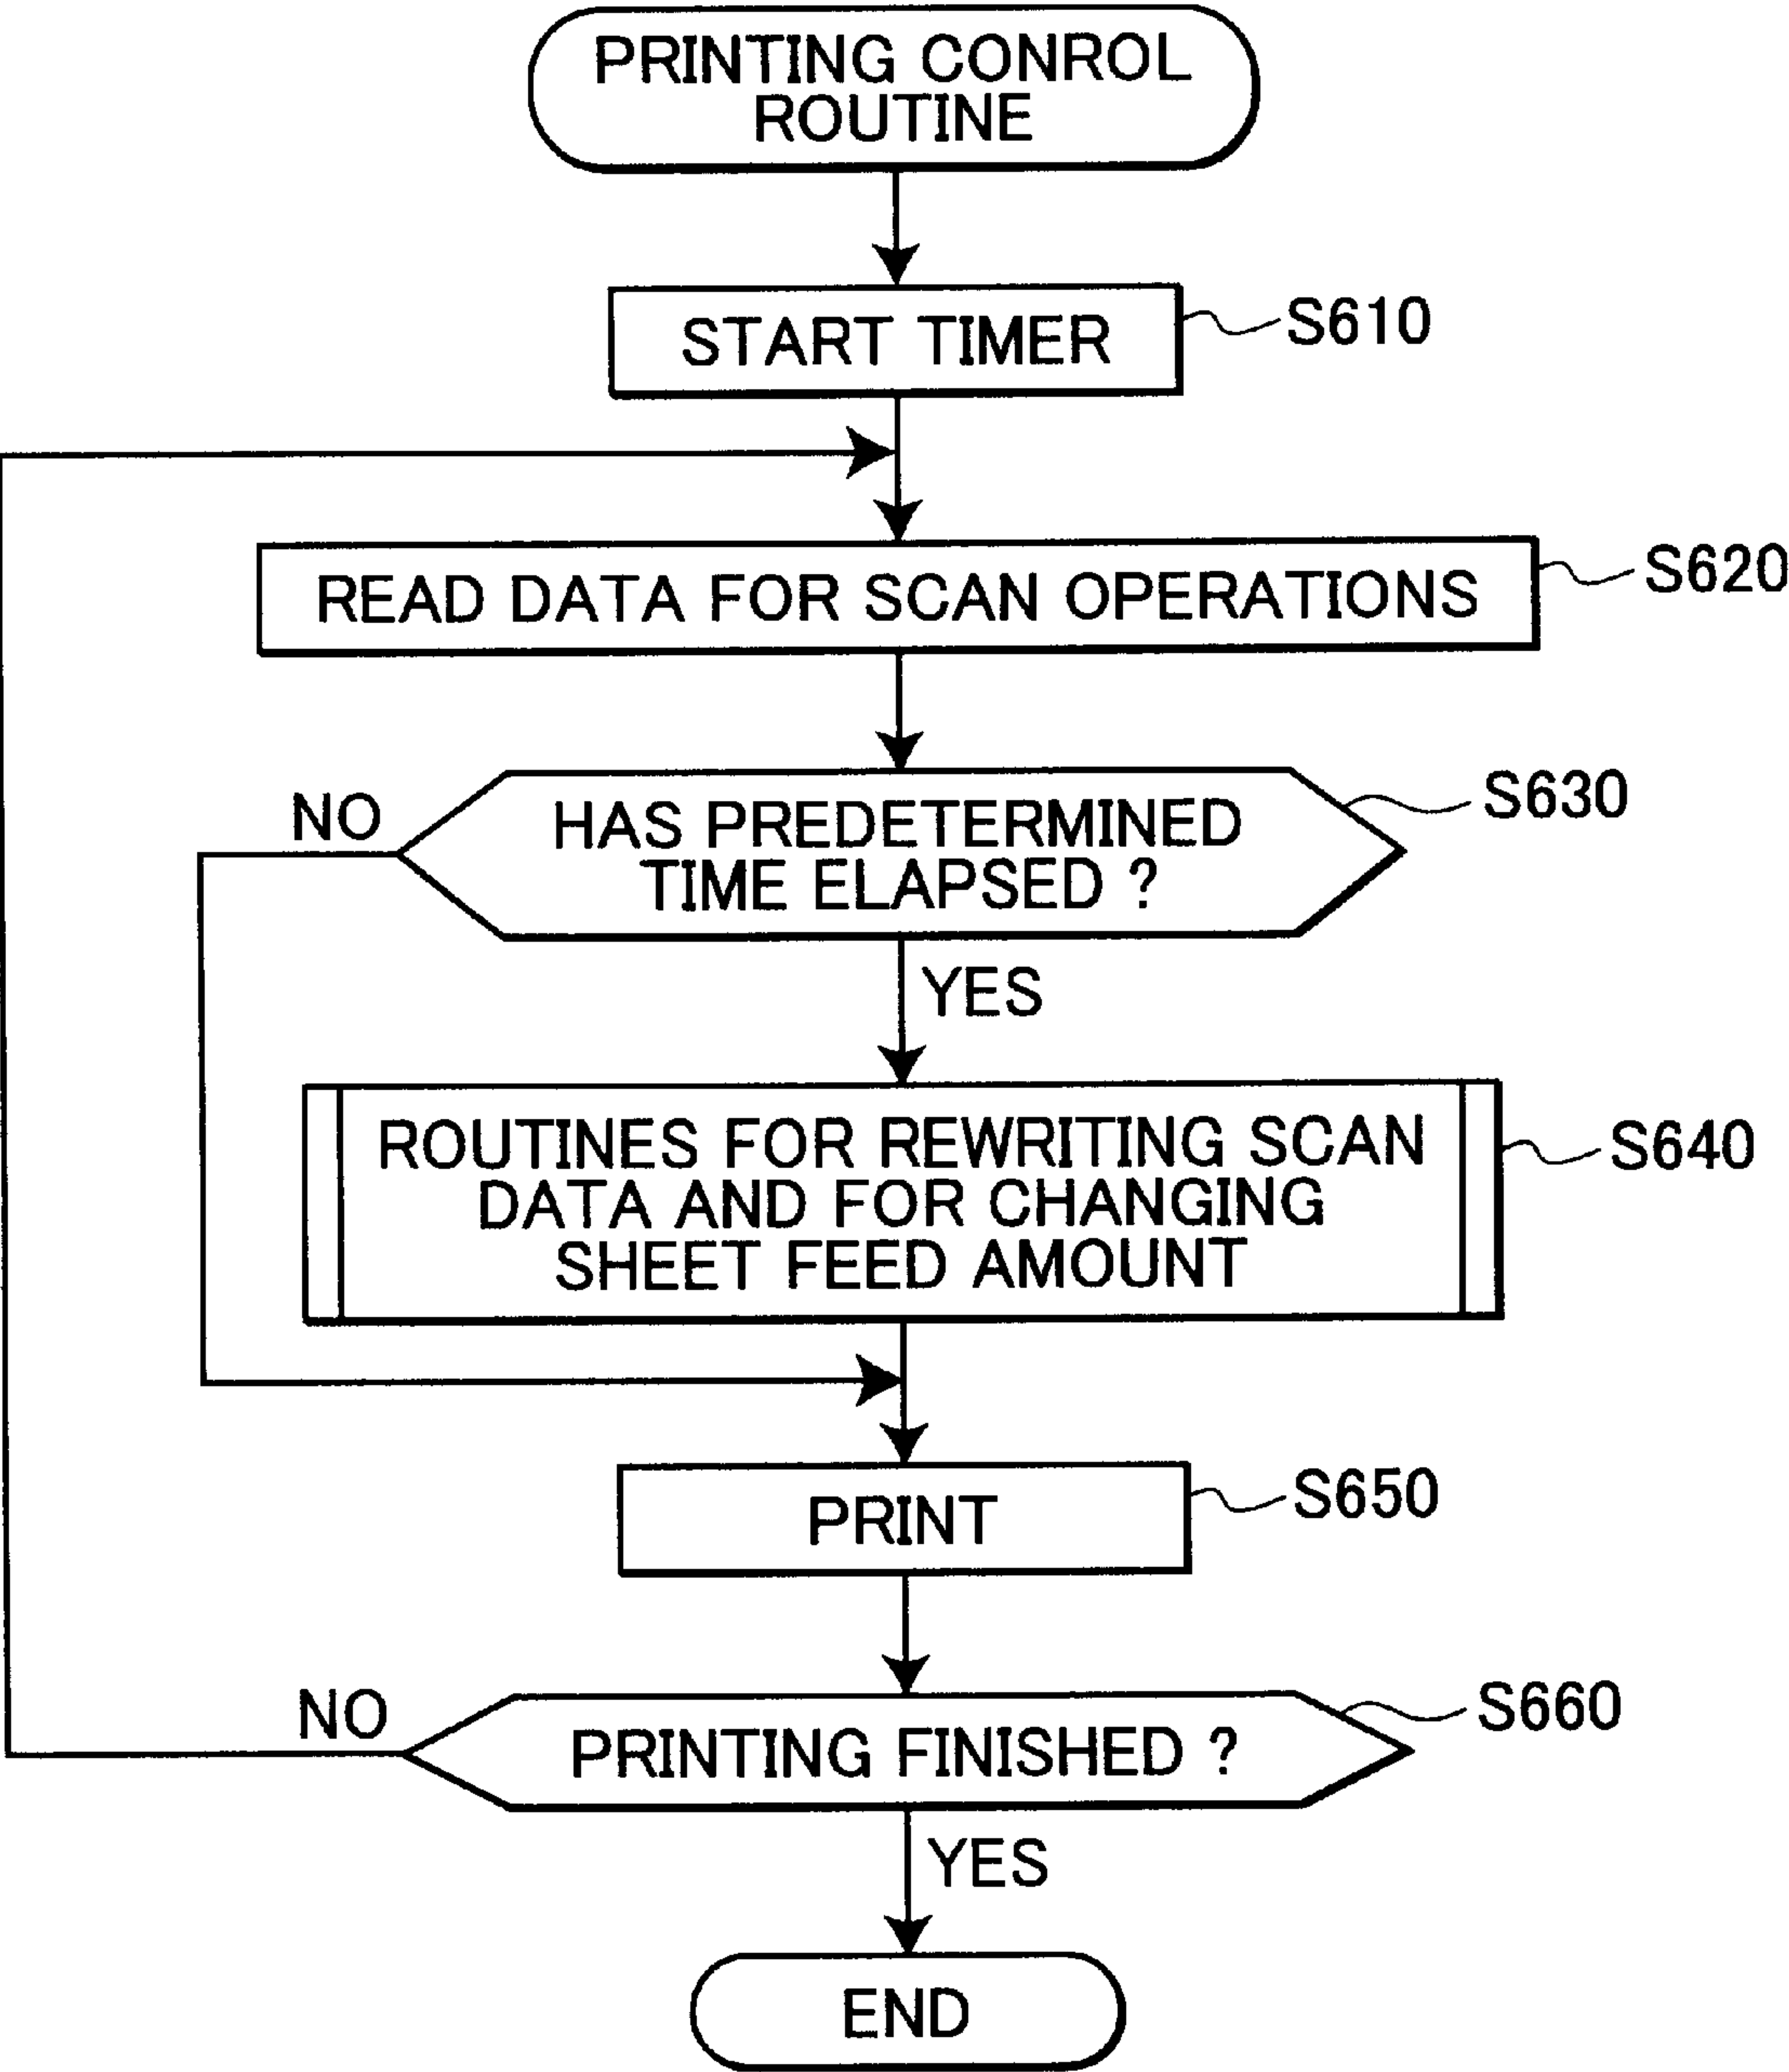 PRINTING CONROL
ROUTINE
START TIMER
S610
READ DATA FOR SCAN OPERATIONS
S620
NO
HAS PREDETERMINED
TIME ELAPSED ?
S630
YES
ROUTINES FOR REWRITING SCAN
DATA AND FOR CHANGING
SHEET FEED AMOUNT
S640
PRINT
S650
NO
PRINTING FINISHED ?
S660
YES
END